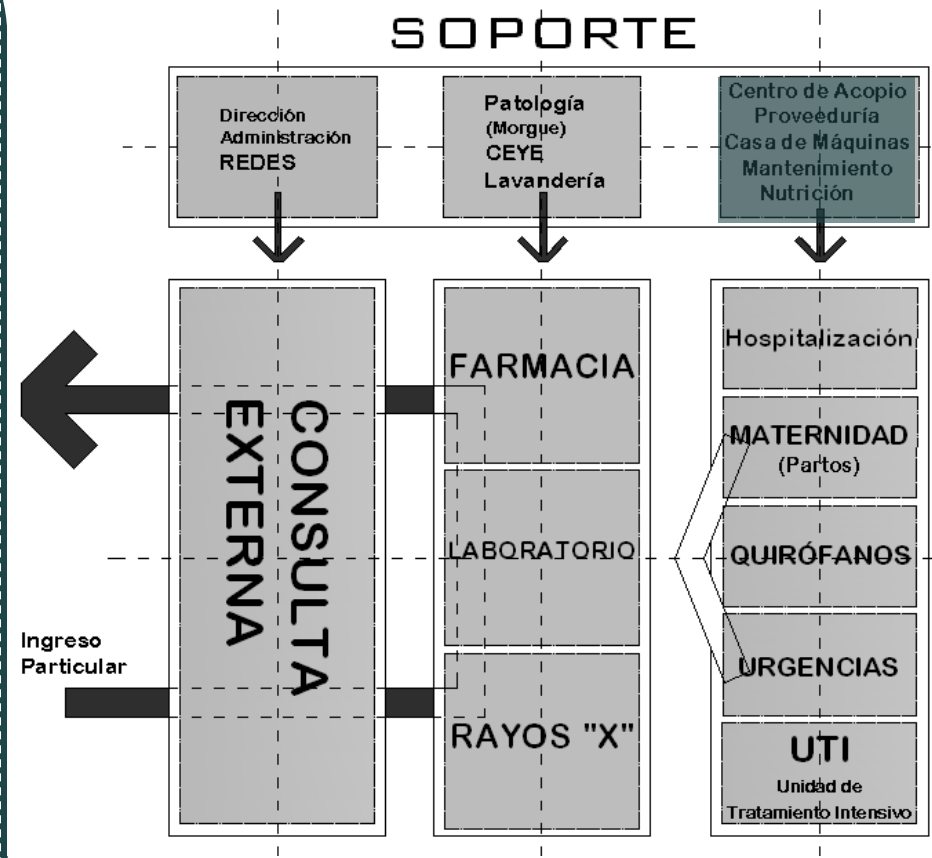 SOPORTE
Dirección
Administración
REDES
Patología
(Morgue)
CEYE
Lavandería
Centro de Acopio
Proveeduría
Casa de Máquinas
Mantenimiento
Nutrición
CONSULTA
EXTERNA
Ingreso
Particular
FARMACIA
LABORATORIO
RAYOS "X"
Hospitalización
MATERNIDAD
(Partos)
QUIRÓFANOS
URGENCIAS
UTI
Unidad de
Tratamiento Intensivo